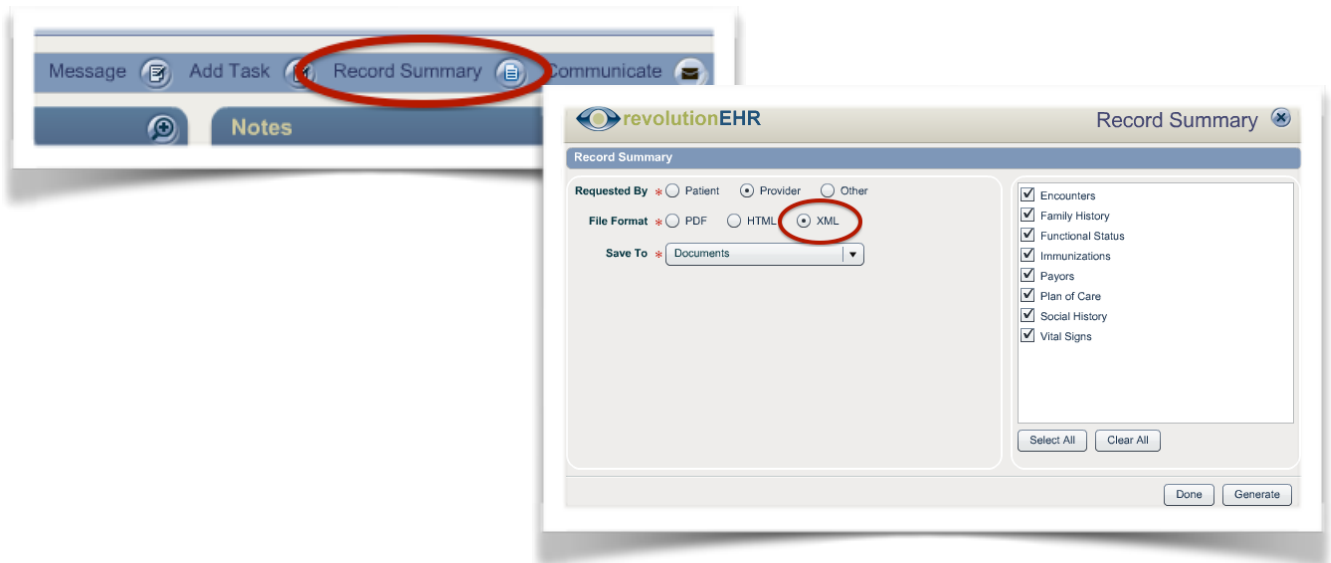 Message Add Task Record Summary Communicate
Notes
revolutionEHR Record Summary
Record Summary
Requested By * Patient Provider Other
File Format * PDF HTML XML
Save To * Documents
Encounters
Family History
Functional Status
Immunizations
Payors
Plan of Care
Social History
Vital Signs
Select All Clear All
Done Generate